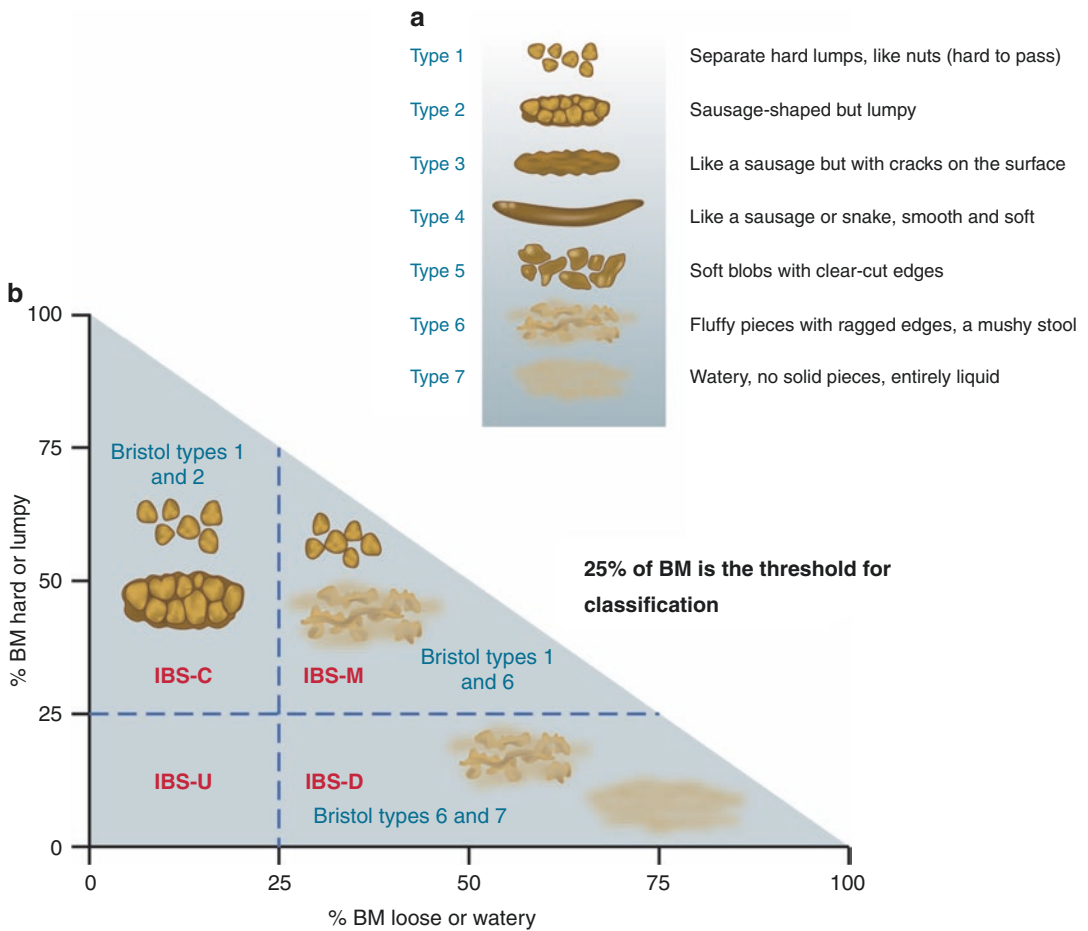 a
Type 1 Separate hard lumps, like nuts (hard to pass)
Type 2 Sausage-shaped but lumpy
Type 3 Like a sausage but with cracks on the surface
Type 4 Like a sausage or snake, smooth and soft
Type 5 Soft blobs with clear-cut edges
Type 6 Fluffy pieces with ragged edges, a mushy stool
Type 7 Watery, no solid pieces, entirely liquid
b
% BM hard or lumpy
100
75
50
25
0
Bristol types 1
and 2
IBS-C
IBS-M
Bristol types 1
and 6
25% of BM is the threshold for
classification
IBS-U
IBS-D
Bristol types 6 and 7
0 25 50 75 100
% BM loose or watery